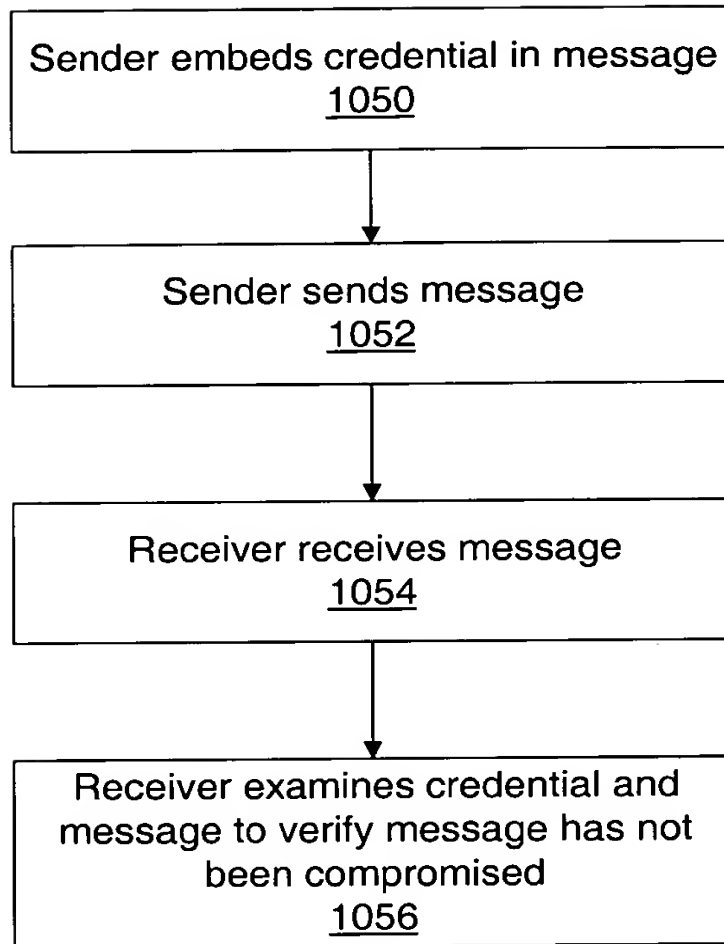 Sender embeds credential in message
1050
Sender sends message
1052
Receiver receives message
1054
Receiver examines credential and
message to verify message has not
been compromised
1056